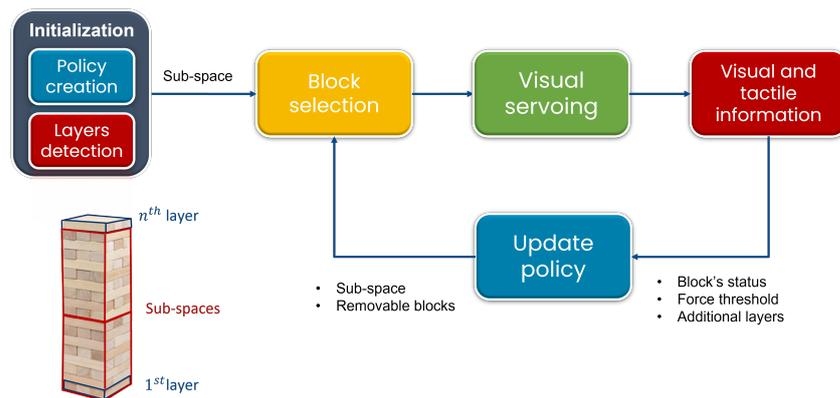 Initialization
Policy
creation
Layers
detection
Sub-space
Block
selection
Visual
servoing
Visual and
tactile
information
Update
policy
• Sub-space
• Removable blocks
• Block's status
• Force threshold
• Additional layers
nᵗʰ layer
Sub-spaces
1ˢᵗ layer